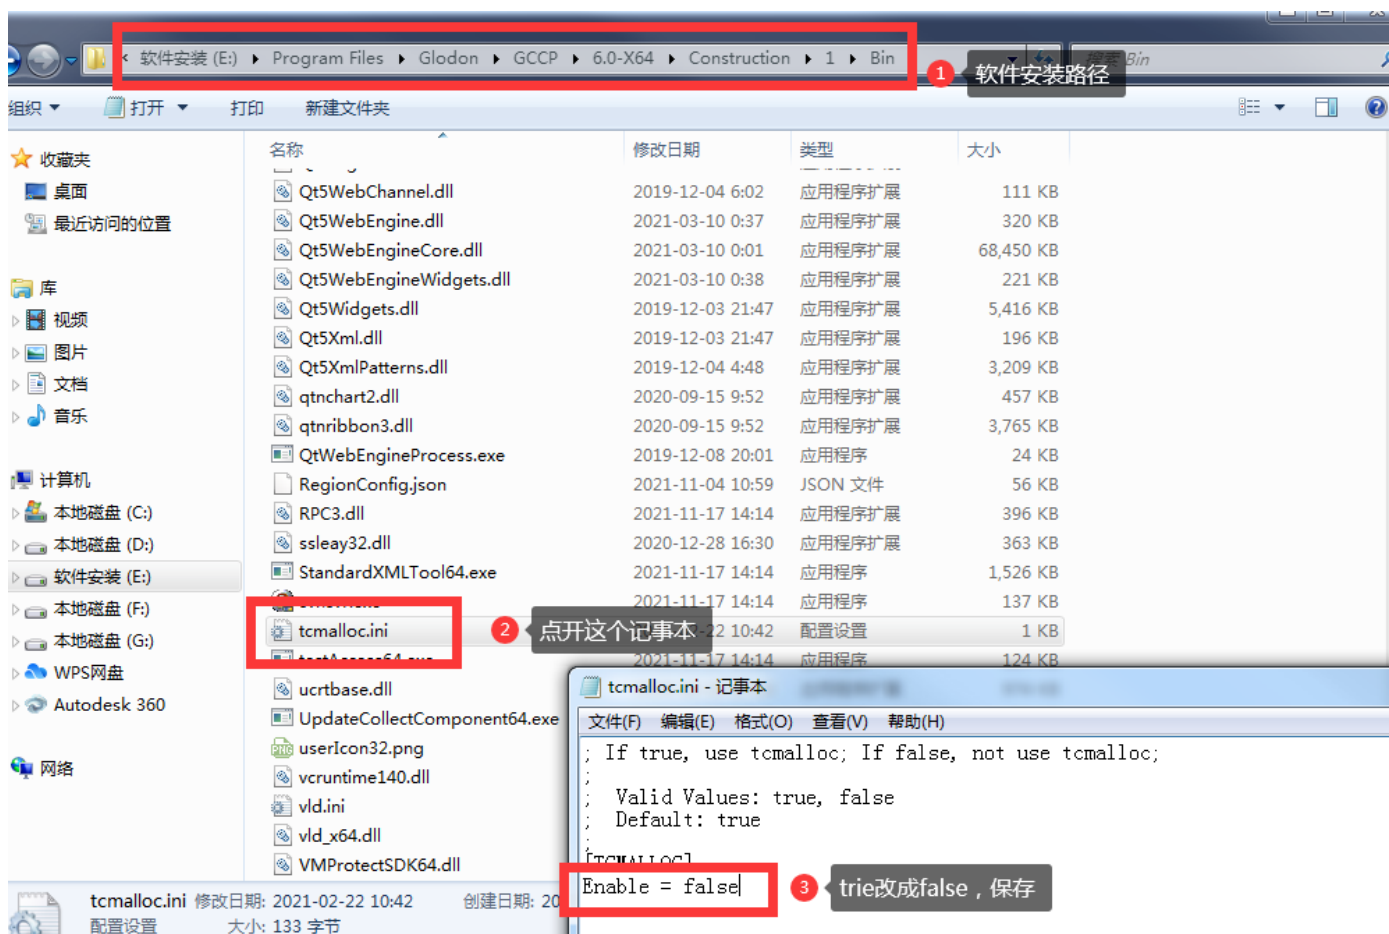 软件安装 (E:) ▸ Program Files ▸ Glodon ▸ GCCP ▸ 6.0-X64 ▸ Construction ▸ 1 ▸ Bin
1 软件安装路径
Bin
组织 打开 打印 新建文件夹
名称 修改日期 类型 大小
收藏夹
桌面
最近访问的位置
库
视频
图片
文档
音乐
计算机
本地磁盘 (C:)
本地磁盘 (D:)
软件安装 (E:)
本地磁盘 (F:)
本地磁盘 (G:)
WPS网盘
Autodesk 360
网络
Qt5WebChannel.dll 2019-12-04 6:02 应用程序扩展 111 KB
Qt5WebEngine.dll 2021-03-10 0:37 应用程序扩展 320 KB
Qt5WebEngineCore.dll 2021-03-10 0:01 应用程序扩展 68,450 KB
Qt5WebEngineWidgets.dll 2021-03-10 0:38 应用程序扩展 221 KB
Qt5Widgets.dll 2019-12-03 21:47 应用程序扩展 5,416 KB
Qt5Xml.dll 2019-12-03 21:47 应用程序扩展 196 KB
Qt5XmlPatterns.dll 2019-12-04 4:48 应用程序扩展 3,209 KB
qtnchart2.dll 2020-09-15 9:52 应用程序扩展 457 KB
qtnribbon3.dll 2020-09-15 9:52 应用程序扩展 3,765 KB
QtWebEngineProcess.exe 2019-12-08 20:01 应用程序 24 KB
RegionConfig.json 2021-11-04 10:59 JSON 文件 56 KB
RPC3.dll 2021-11-17 14:14 应用程序扩展 396 KB
ssleay32.dll 2020-12-28 16:30 应用程序扩展 363 KB
StandardXMLTool64.exe 2021-11-17 14:14 应用程序 1,526 KB
2021-11-17 14:14 应用程序 137 KB
tcmalloc.ini 2 点开这个记事本 -22 10:42 配置设置 1 KB
testAccess64.exe 2021-11-17 14:14 应用程序 124 KB
ucrtbase.dll
UpdateCollectComponent64.exe
userIcon32.png
vcruntime140.dll
vld.ini
vld_x64.dll
VMProtectSDK64.dll
tcmalloc.ini - 记事本
文件(F) 编辑(E) 格式(O) 查看(V) 帮助(H)
; If true, use tcmalloc; If false, not use tcmalloc;
;
; Valid Values: true, false
; Default: true
;
[TCMALLOC]
Enable = false
3 trie改成false，保存
tcmalloc.ini 修改日期: 2021-02-22 10:42 创建日期: 20
配置设置 大小: 133 字节